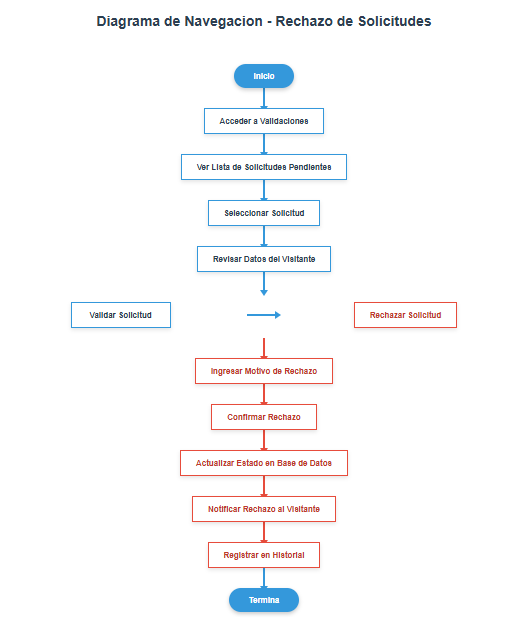 Diagrama de Navegacion - Rechazo de Solicitudes
Inicio
Acceder a Validaciones
Ver Lista de Solicitudes Pendientes
Seleccionar Solicitud
Revisar Datos del Visitante
Validar Solicitud
Rechazar Solicitud
Ingresar Motivo de Rechazo
Confirmar Rechazo
Actualizar Estado en Base de Datos
Notificar Rechazo al Visitante
Registrar en Historial
Termina